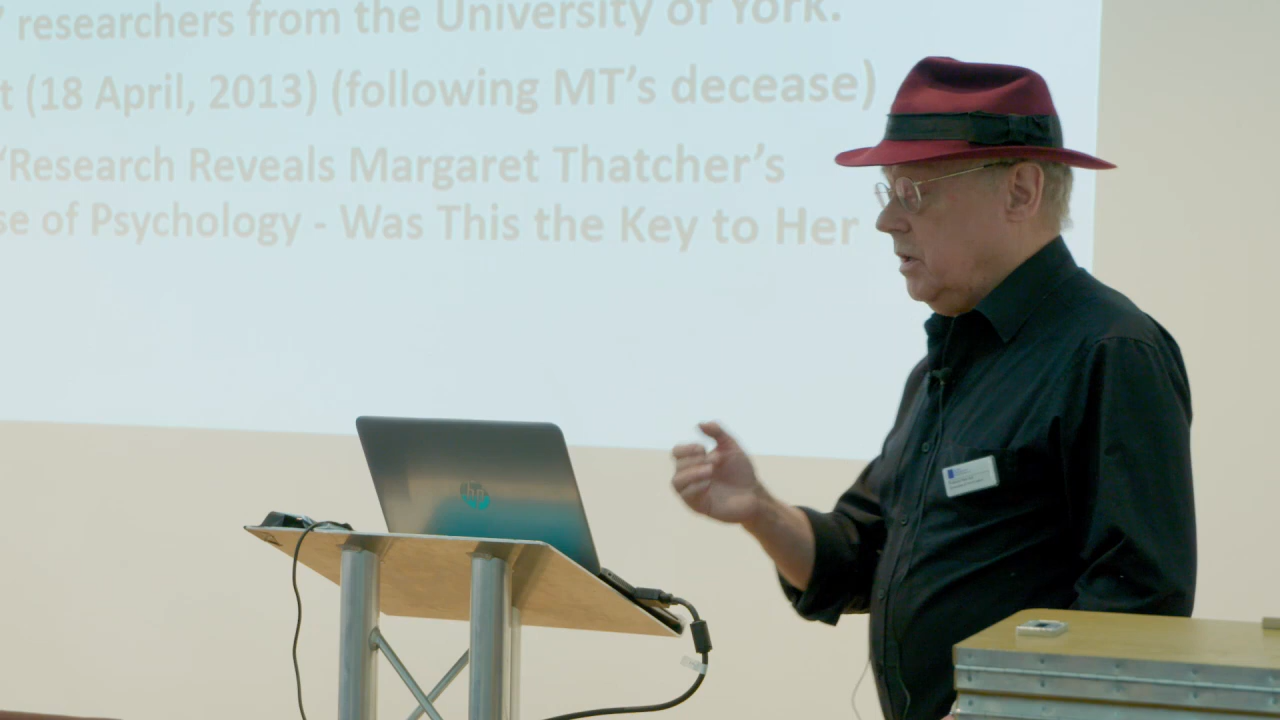 ' researchers from the University of York.
t (18 April, 2013) (following MT's decease)
'Research Reveals Margaret Thatcher's
se of Psychology - Was This the Key to Her
hp